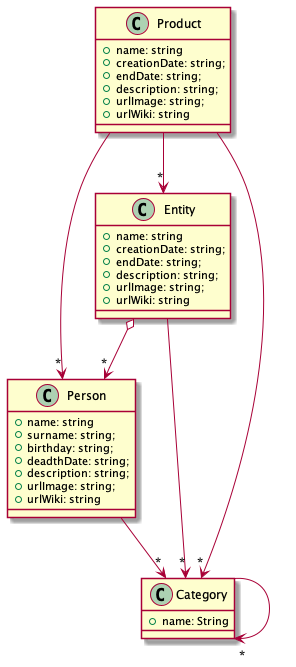 C Product
name: string
creationDate: string;
endDate: string;
description: string;
urlImage: string;
urlWiki: string
*
C Entity
name: string
creationDate: string;
endDate: string;
description: string;
urlImage: string;
urlWiki: string
* *
C Person
name: string
surname: string;
birthday: string;
deadthDate: string;
description: string;
urlImage: string;
urlWiki: string
* * *
C Category
name: String
*